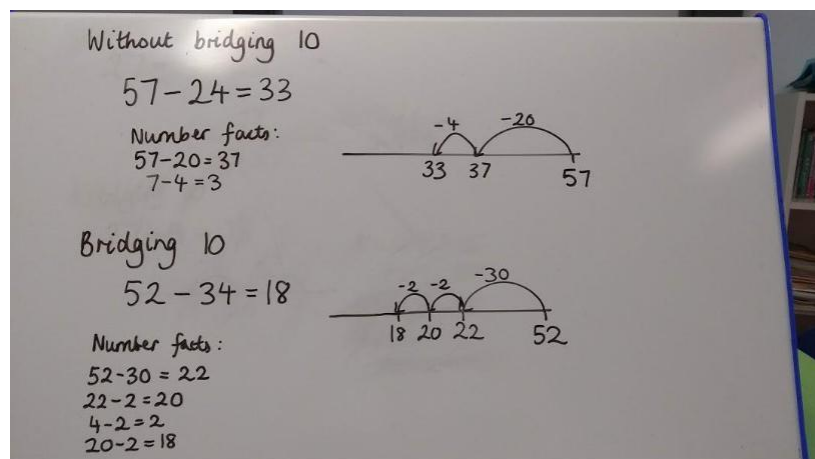 Without bridging 10
57-24=33
Number facts:
57-20=37
7-4=3
-4 -20
33 37 57
Bridging 10
52-34=18
Number facts:
52-30=22
22-2=20
4-2=2
20-2=18
-2 -2 -30
18 20 22 52